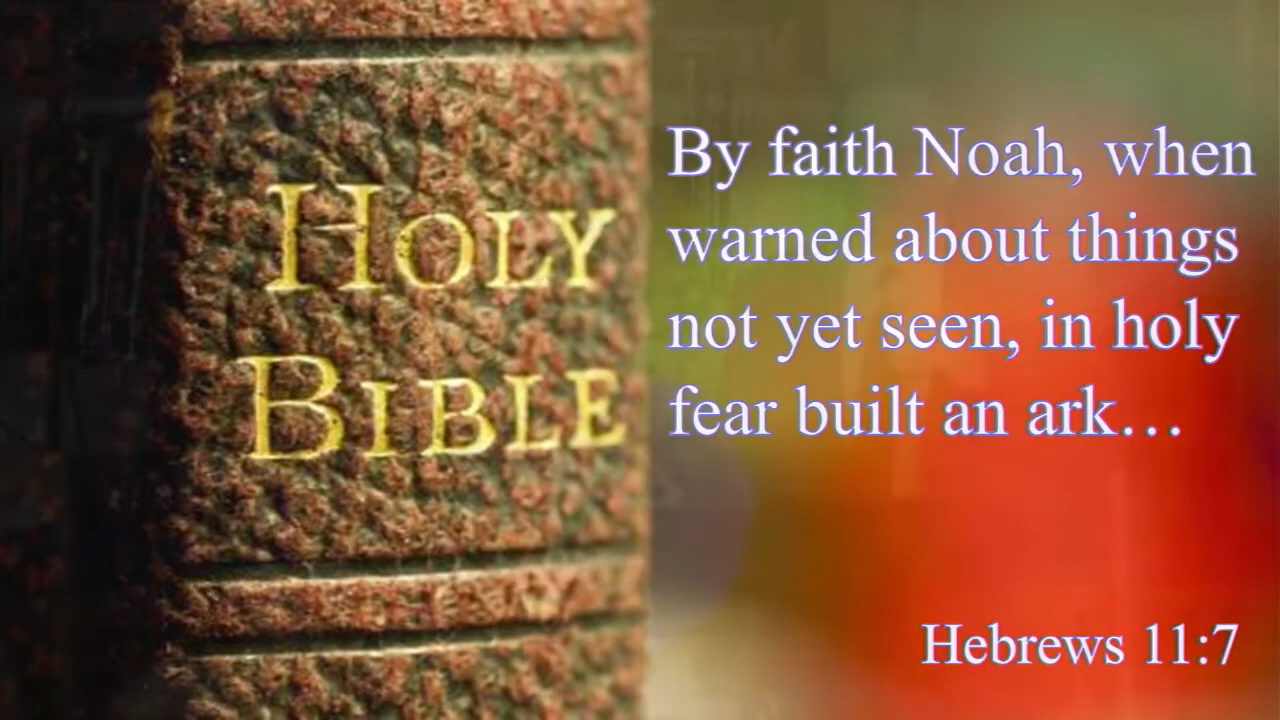 HOLY
BIBLE
By faith Noah, when
warned about things
not yet seen, in holy
fear built an ark…
Hebrews 11:7